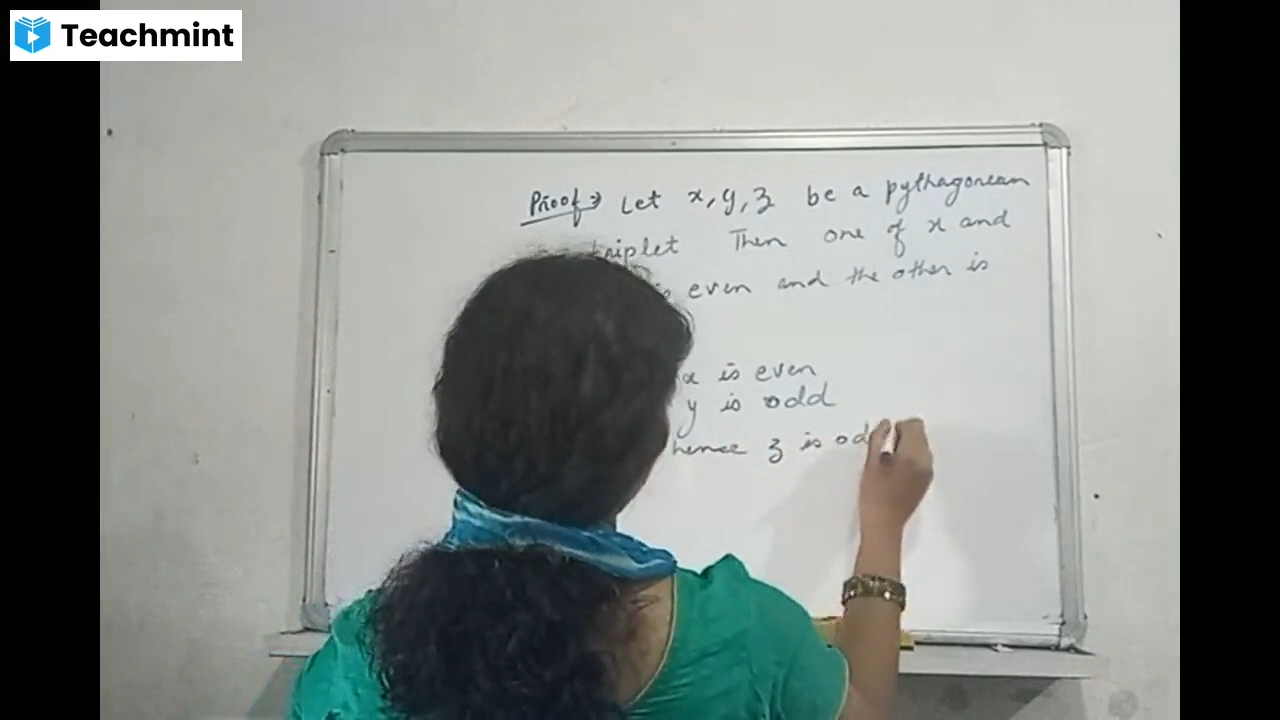 Teachmint
Proof → Let x, y, z be a pythagorean
triplet Then one of x and
is even and the other is
x is even
y is odd
hence z is od